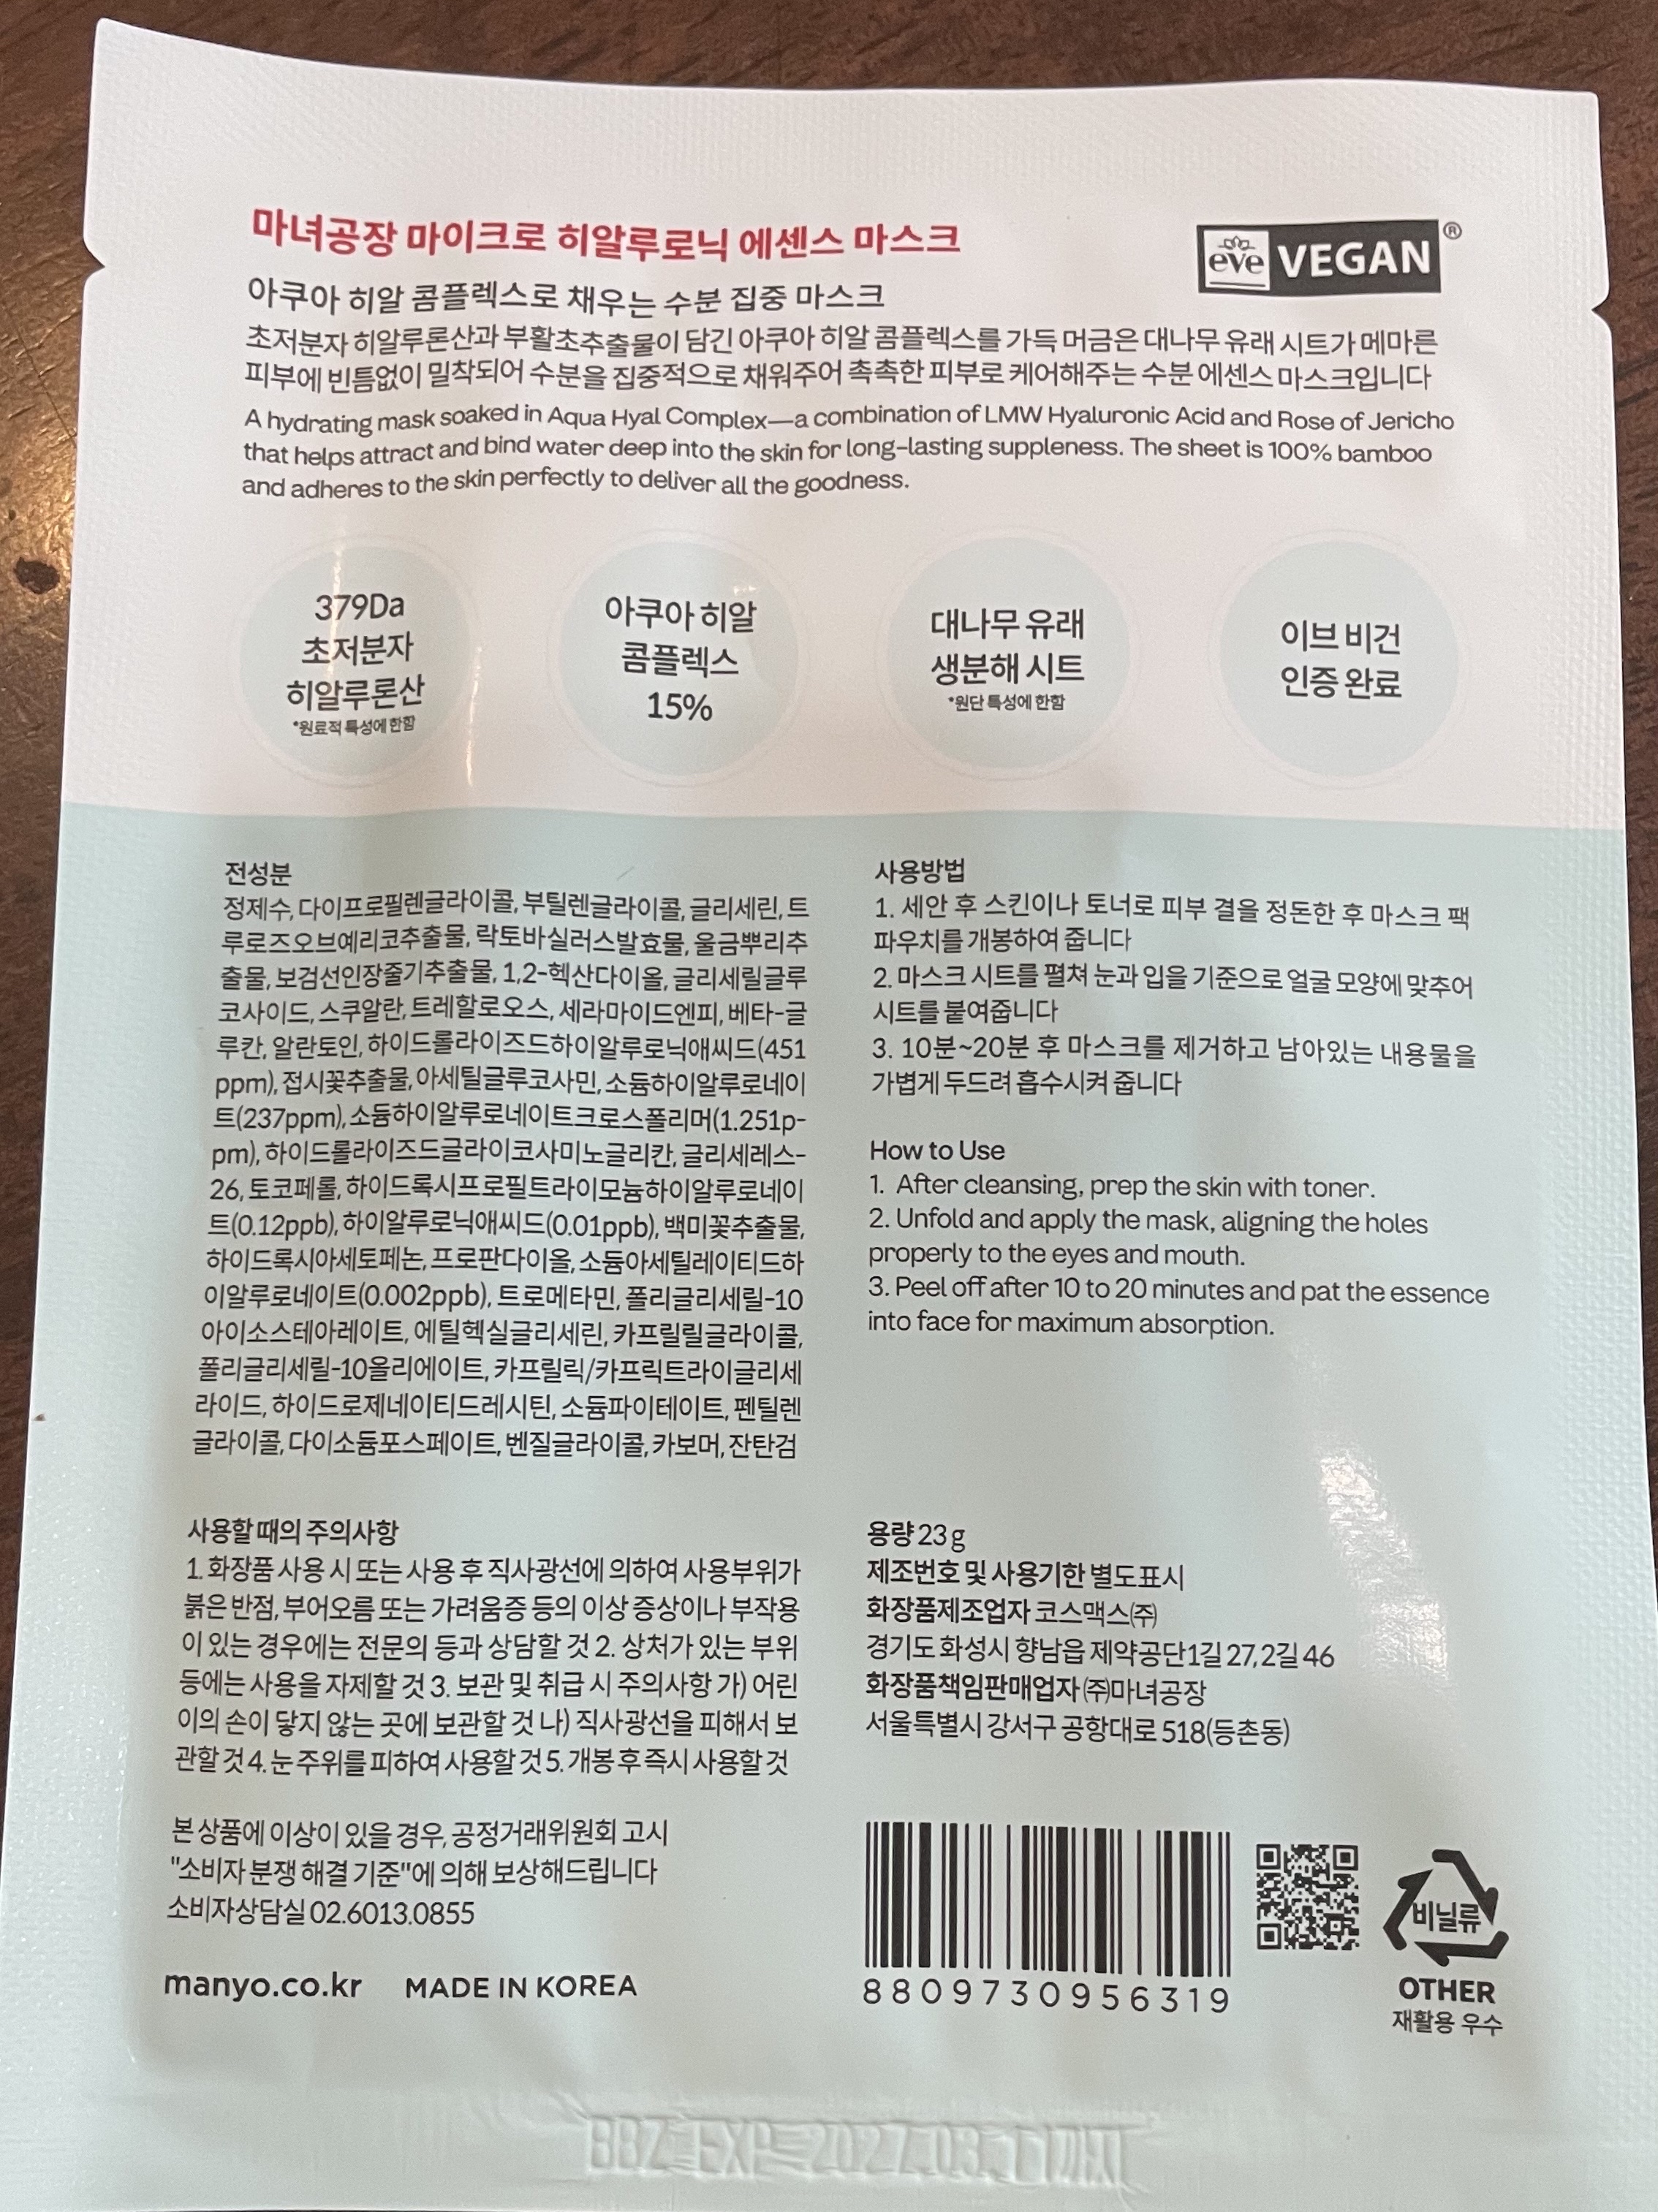 마녀공장 마이크로 히알루로닉 에센스 마스크
eve VEGAN®
아쿠아 히알 콤플렉스로 채우는 수분 집중 마스크
초저분자 히알루론산과 부활초추출물이 담긴 아쿠아 히알 콤플렉스를 가득 머금은 대나무 유래 시트가 메마른
피부에 빈틈없이 밀착되어 수분을 집중적으로 채워주어 촉촉한 피부로 케어해주는 수분 에센스 마스크입니다
A hydrating mask soaked in Aqua Hyal Complex—a combination of LMW Hyaluronic Acid and Rose of Jericho
that helps attract and bind water deep into the skin for long-lasting suppleness. The sheet is 100% bamboo
and adheres to the skin perfectly to deliver all the goodness.
379Da
초저분자
히알루론산
*원료적 특성에 한함
아쿠아 히알
콤플렉스
15%
대나무 유래
생분해 시트
*원단 특성에 한함
이브 비건
인증 완료
전성분
정제수, 다이프로필렌글라이콜, 부틸렌글라이콜, 글리세린, 트
루로즈오브예리코추출물, 락토바실러스발효물, 울금뿌리추
출물, 보검선인장줄기추출물, 1,2-헥산다이올, 글리세릴글루
코사이드, 스쿠알란, 트레할로오스, 세라마이드엔피, 베타-글
루칸, 알란토인, 하이드롤라이즈드하이알루로닉애씨드(451
ppm), 접시꽃추출물, 아세틸글루코사민, 소듐하이알루로네이
트(237ppm), 소듐하이알루로네이트크로스폴리머(1.251p-
pm), 하이드롤라이즈드글라이코사미노글리칸, 글리세레스-
26, 토코페롤, 하이드록시프로필트라이모늄하이알루로네이
트(0.12ppb), 하이알루로닉애씨드(0.01ppb), 백미꽃추출물,
하이드록시아세토페논, 프로판다이올, 소듐아세틸레이티드하
이알루로네이트(0.002ppb), 트로메타민, 폴리글리세릴-10
아이소스테아레이트, 에틸헥실글리세린, 카프릴릴글라이콜,
폴리글리세릴-10올리에이트, 카프릴릭/카프릭트라이글리세
라이드, 하이드로제네이티드레시틴, 소듐파이테이트, 펜틸렌
글라이콜, 다이소듐포스페이트, 벤질글라이콜, 카보머, 잔탄검
사용방법
1. 세안 후 스킨이나 토너로 피부 결을 정돈한 후 마스크 팩
파우치를 개봉하여 줍니다
2. 마스크 시트를 펼쳐 눈과 입을 기준으로 얼굴 모양에 맞추어
시트를 붙여줍니다
3. 10분~20분 후 마스크를 제거하고 남아있는 내용물을
가볍게 두드려 흡수시켜 줍니다
How to Use
1. After cleansing, prep the skin with toner.
2. Unfold and apply the mask, aligning the holes
properly to the eyes and mouth.
3. Peel off after 10 to 20 minutes and pat the essence
into face for maximum absorption.
사용할 때의 주의사항
1. 화장품 사용 시 또는 사용 후 직사광선에 의하여 사용부위가
붉은 반점, 부어오름 또는 가려움증 등의 이상 증상이나 부작용
이 있는 경우에는 전문의 등과 상담할 것 2. 상처가 있는 부위
등에는 사용을 자제할 것 3. 보관 및 취급 시 주의사항 가) 어린
이의 손이 닿지 않는 곳에 보관할 것 나) 직사광선을 피해서 보
관할 것 4. 눈 주위를 피하여 사용할 것 5. 개봉 후 즉시 사용할 것
용량 23 g
제조번호 및 사용기한 별도표시
화장품제조업자 코스맥스㈜
경기도 화성시 향남읍 제약공단1길 27, 2길 46
화장품책임판매업자 ㈜마녀공장
서울특별시 강서구 공항대로 518(등촌동)
본 상품에 이상이 있을 경우, 공정거래위원회 고시
"소비자 분쟁 해결 기준"에 의해 보상해드립니다
소비자상담실 02.6013.0855
manyo.co.kr MADE IN KOREA
8809730956319
비닐류
OTHER
재활용 우수
BBZ EXP 2027.03.11까지